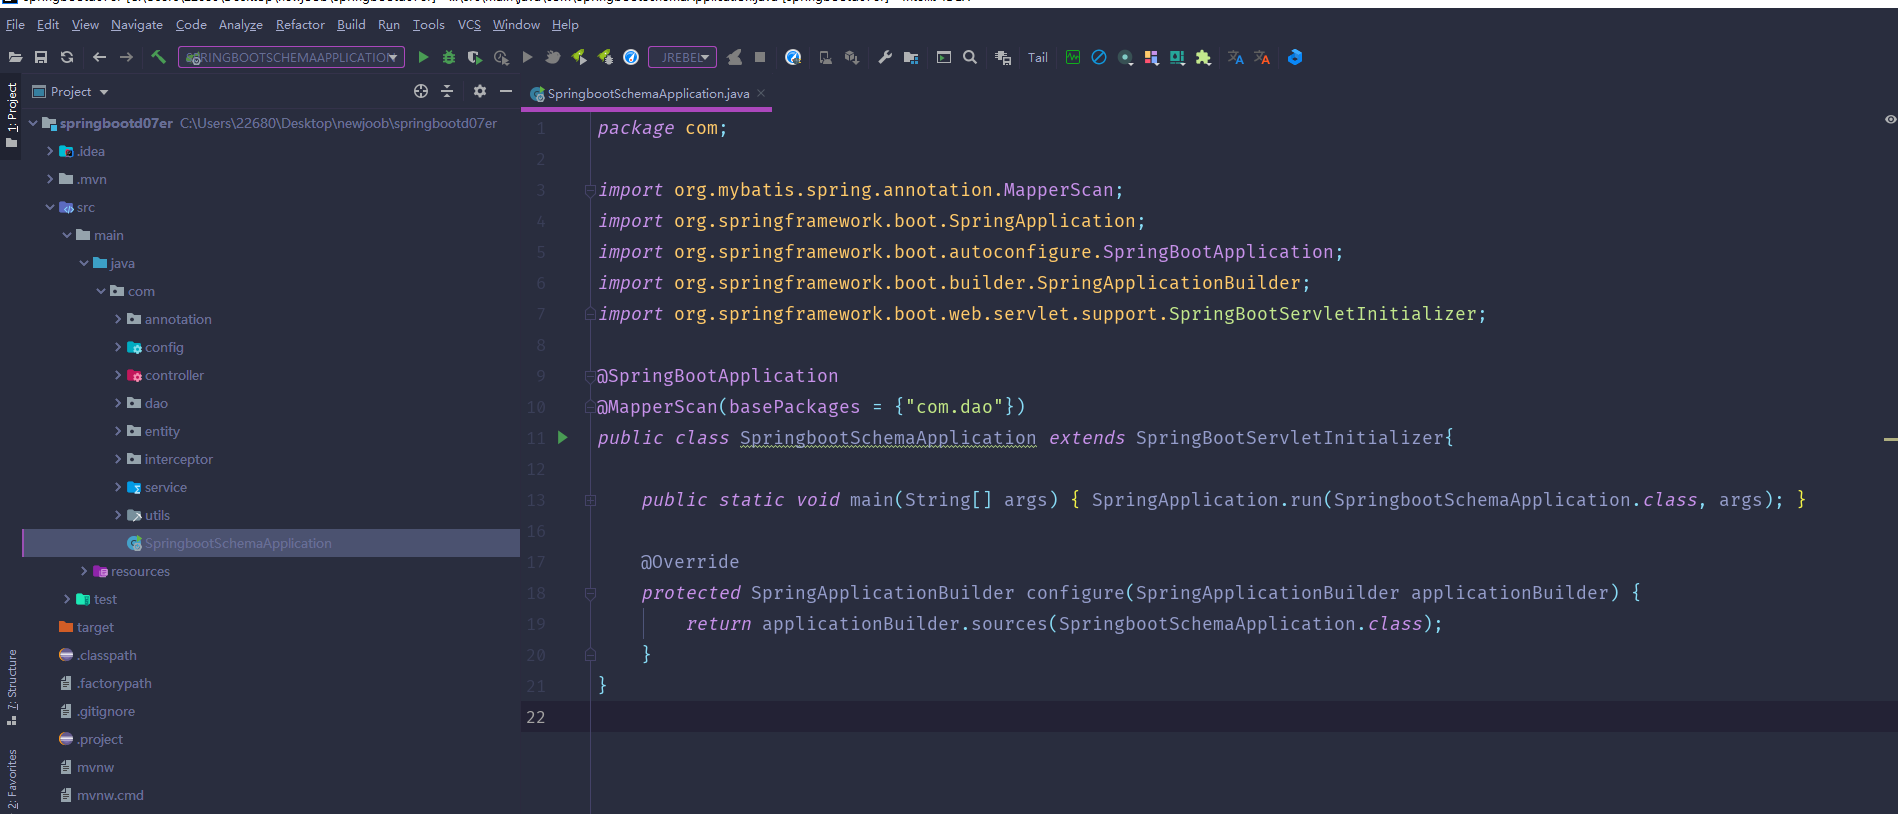 File Edit View Navigate Code Analyze Refactor Build Run Tools VCS Window Help
RINGBOOTSCHEMAAPPLICATION JREBEL Tail
1: Project
7: Structure
2: Favorites
Project
springbootd07er C:\Users\22680\Desktop\newjoob\springbootd07er
.idea
.mvn
src
main
java
com
annotation
config
controller
dao
entity
interceptor
service
utils
SpringbootSchemaApplication
resources
test
target
.classpath
.factorypath
.gitignore
.project
mvnw
mvnw.cmd
SpringbootSchemaApplication.java
1 package com;
2
3 import org.mybatis.spring.annotation.MapperScan;
4 import org.springframework.boot.SpringApplication;
5 import org.springframework.boot.autoconfigure.SpringBootApplication;
6 import org.springframework.boot.builder.SpringApplicationBuilder;
7 import org.springframework.boot.web.servlet.support.SpringBootServletInitializer;
8
9 @SpringBootApplication
10 @MapperScan(basePackages = {"com.dao"})
11 public class SpringbootSchemaApplication extends SpringBootServletInitializer{
12
13 public static void main(String[] args) { SpringApplication.run(SpringbootSchemaApplication.class, args); }
16
17 @Override
18 protected SpringApplicationBuilder configure(SpringApplicationBuilder applicationBuilder) {
19 return applicationBuilder.sources(SpringbootSchemaApplication.class);
20 }
21 }
22